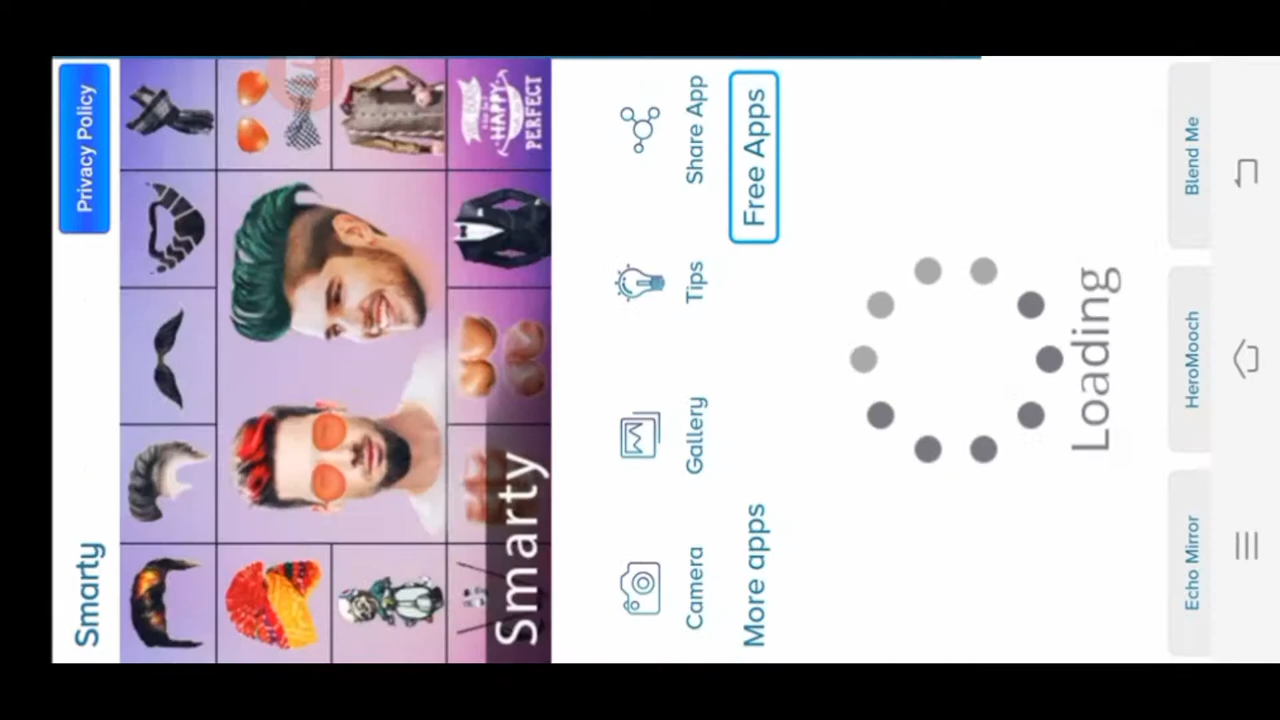 Smarty
Privacy Policy
HAPPY
PERFECT
Smarty
Camera
Gallery
Tips
Share App
More apps
Free Apps
Loading
Echo Mirror
HeroMooch
Blend Me